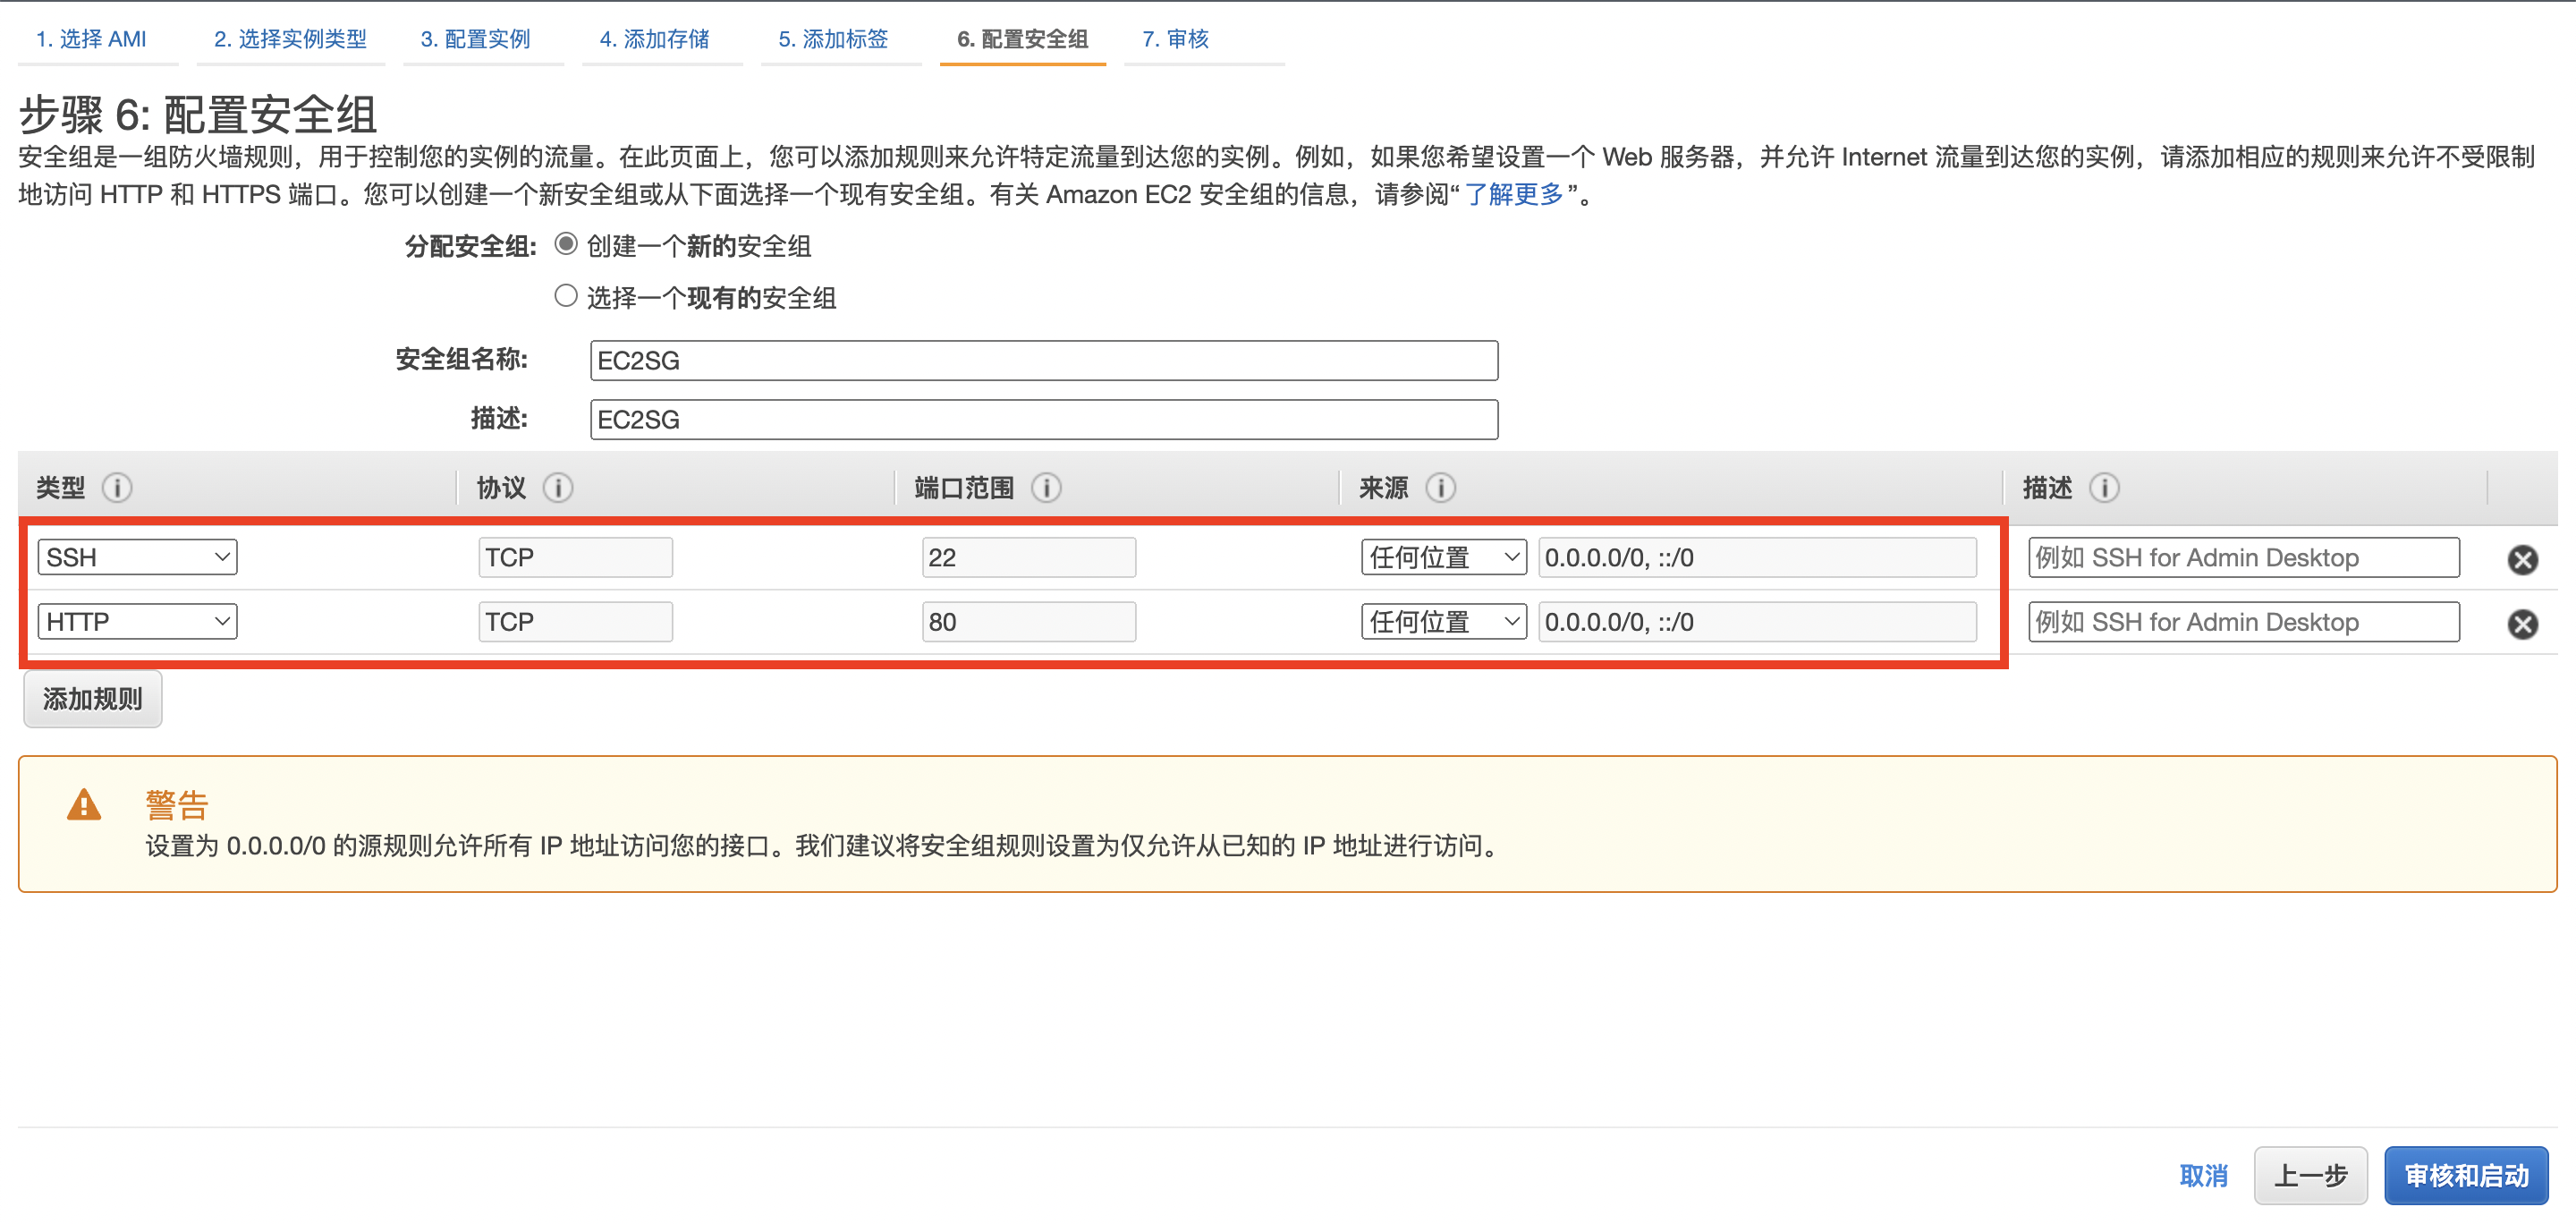 1. 选择 AMI 2. 选择实例类型 3. 配置实例 4. 添加存储 5. 添加标签 6. 配置安全组 7. 审核
步骤 6: 配置安全组
安全组是一组防火墙规则，用于控制您的实例的流量。在此页面上，您可以添加规则来允许特定流量到达您的实例。例如，如果您希望设置一个 Web 服务器，并允许 Internet 流量到达您的实例，请添加相应的规则来允许不受限制
地访问 HTTP 和 HTTPS 端口。您可以创建一个新安全组或从下面选择一个现有安全组。有关 Amazon EC2 安全组的信息，请参阅“了解更多”。
分配安全组: 创建一个新的安全组
选择一个现有的安全组
安全组名称: EC2SG
描述: EC2SG
类型 协议 端口范围 来源 描述
SSH TCP 22 任何位置 0.0.0.0/0, ::/0 例如 SSH for Admin Desktop
HTTP TCP 80 任何位置 0.0.0.0/0, ::/0 例如 SSH for Admin Desktop
添加规则
警告
设置为 0.0.0.0/0 的源规则允许所有 IP 地址访问您的接口。我们建议将安全组规则设置为仅允许从已知的 IP 地址进行访问。
取消 上一步 审核和启动